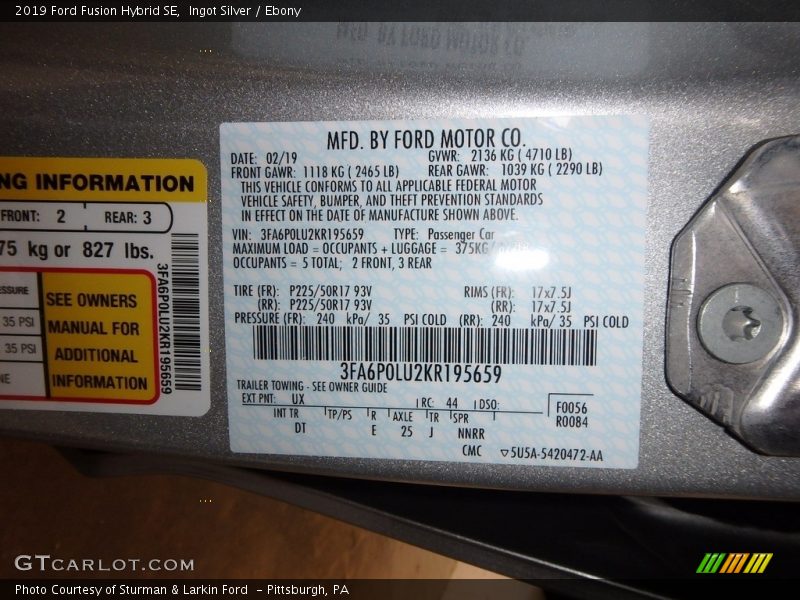 2019 Ford Fusion Hybrid SE, Ingot Silver / Ebony
NG INFORMATION
FRONT: 2 REAR: 3
75 kg or 827 lbs.
35 PSI
35 PSI
SEE OWNERS
MANUAL FOR
ADDITIONAL
INFORMATION
3FA6P0LU2KR195659
MFD. BY FORD MOTOR CO.
DATE: 02/19 GVWR: 2136 KG ( 4710 LB)
FRONT GAWR: 1118 KG ( 2465 LB) REAR GAWR: 1039 KG ( 2290 LB)
THIS VEHICLE CONFORMS TO ALL APPLICABLE FEDERAL MOTOR
VEHICLE SAFETY, BUMPER, AND THEFT PREVENTION STANDARDS
IN EFFECT ON THE DATE OF MANUFACTURE SHOWN ABOVE.
VIN: 3FA6P0LU2KR195659 TYPE: Passenger Car
MAXIMUM LOAD = OCCUPANTS + LUGGAGE = 375KG/
OCCUPANTS = 5 TOTAL; 2 FRONT, 3 REAR
TIRE (FR): P225/50R17 93V RIMS (FR): 17x7.5J
(RR): P225/50R17 93V (RR): 17x7.5J
PRESSURE (FR): 240 kPa/ 35 PSI COLD (RR): 240 kPa/ 35 PSI COLD
3FA6P0LU2KR195659
TRAILER TOWING - SEE OWNER GUIDE
EXT PNT: UX RC: 44 DSO: F0056
INT TR TP/PS R AXLE TR SPR R0084
DT E 25 J NNRR
CMC 5U5A-5420472-AA
GTCARLOT.COM
Photo Courtesy of Sturman & Larkin Ford - Pittsburgh, PA